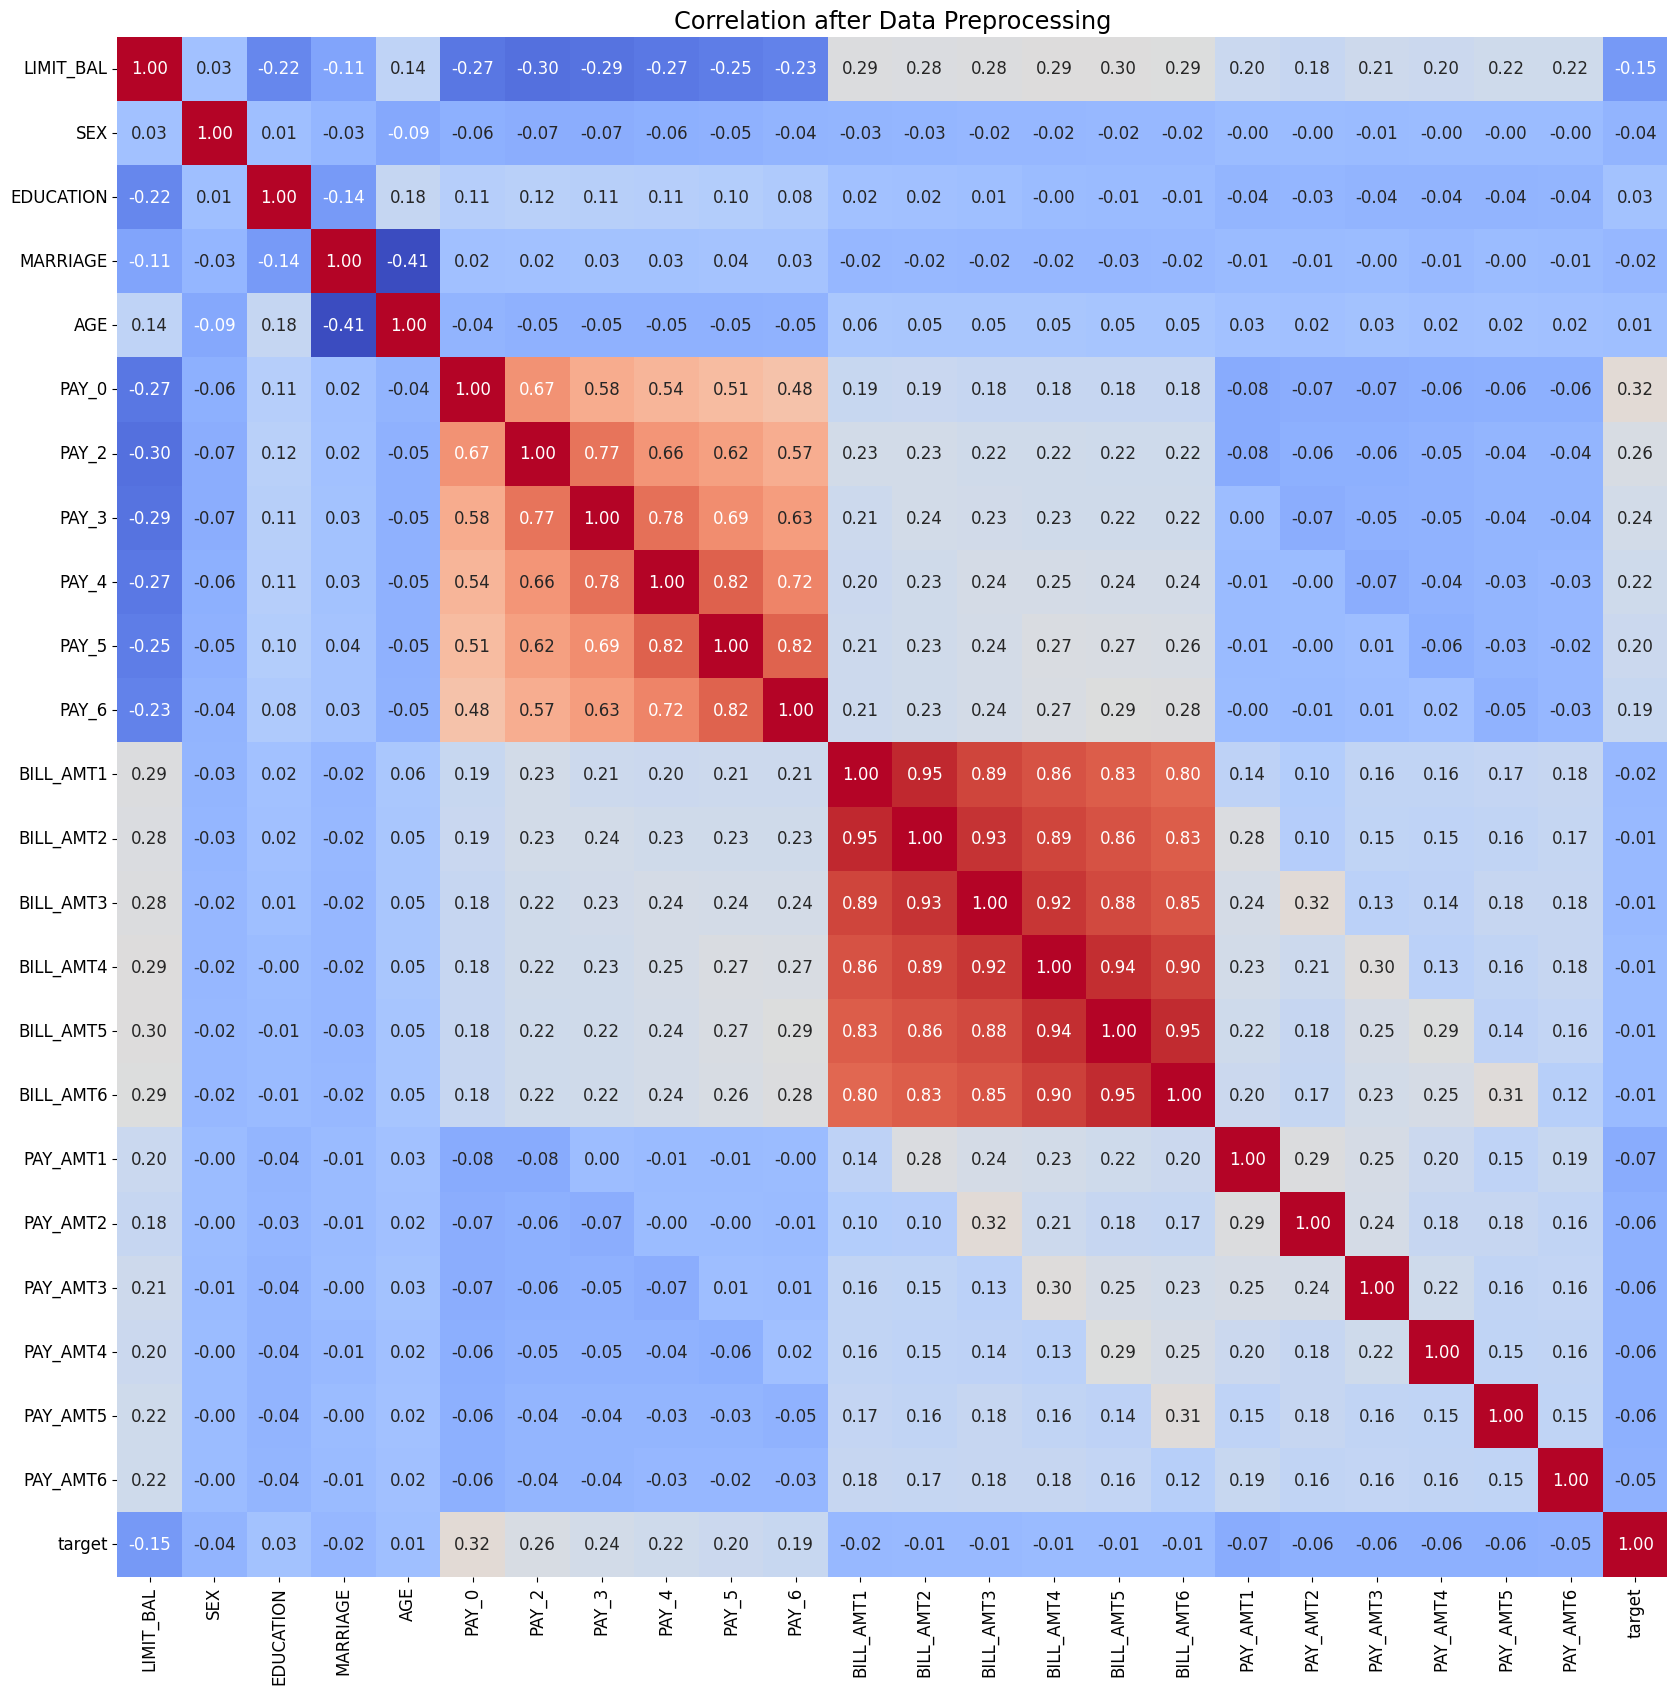 Correlation after Data Preprocessing
LIMIT_BAL 1.00 0.03 -0.22 -0.11 0.14 -0.27 -0.30 -0.29 -0.27 -0.25 -0.23 0.29 0.28 0.28 0.29 0.30 0.29 0.20 0.18 0.21 0.20 0.22 0.22 -0.15
SEX 0.03 1.00 0.01 -0.03 -0.09 -0.06 -0.07 -0.07 -0.06 -0.05 -0.04 -0.03 -0.03 -0.02 -0.02 -0.02 -0.02 -0.00 -0.00 -0.01 -0.00 -0.00 -0.00 -0.04
EDUCATION -0.22 0.01 1.00 -0.14 0.18 0.11 0.12 0.11 0.11 0.10 0.08 0.02 0.02 0.01 -0.00 -0.01 -0.01 -0.04 -0.03 -0.04 -0.04 -0.04 -0.04 0.03
MARRIAGE -0.11 -0.03 -0.14 1.00 -0.41 0.02 0.02 0.03 0.03 0.04 0.03 -0.02 -0.02 -0.02 -0.02 -0.03 -0.02 -0.01 -0.01 -0.00 -0.01 -0.00 -0.01 -0.02
AGE 0.14 -0.09 0.18 -0.41 1.00 -0.04 -0.05 -0.05 -0.05 -0.05 -0.05 0.06 0.05 0.05 0.05 0.05 0.05 0.03 0.02 0.03 0.02 0.02 0.02 0.01
PAY_0 -0.27 -0.06 0.11 0.02 -0.04 1.00 0.67 0.58 0.54 0.51 0.48 0.19 0.19 0.18 0.18 0.18 0.18 -0.08 -0.07 -0.07 -0.06 -0.06 -0.06 0.32
PAY_2 -0.30 -0.07 0.12 0.02 -0.05 0.67 1.00 0.77 0.66 0.62 0.57 0.23 0.23 0.22 0.22 0.22 0.22 -0.08 -0.06 -0.06 -0.05 -0.04 -0.04 0.26
PAY_3 -0.29 -0.07 0.11 0.03 -0.05 0.58 0.77 1.00 0.78 0.69 0.63 0.21 0.24 0.23 0.23 0.22 0.22 0.00 -0.07 -0.05 -0.05 -0.04 -0.04 0.24
PAY_4 -0.27 -0.06 0.11 0.03 -0.05 0.54 0.66 0.78 1.00 0.82 0.72 0.20 0.23 0.24 0.25 0.24 0.24 -0.01 -0.00 -0.07 -0.04 -0.03 -0.03 0.22
PAY_5 -0.25 -0.05 0.10 0.04 -0.05 0.51 0.62 0.69 0.82 1.00 0.82 0.21 0.23 0.24 0.27 0.27 0.26 -0.01 -0.00 0.01 -0.06 -0.03 -0.02 0.20
PAY_6 -0.23 -0.04 0.08 0.03 -0.05 0.48 0.57 0.63 0.72 0.82 1.00 0.21 0.23 0.24 0.27 0.29 0.28 -0.00 -0.01 0.01 0.02 -0.05 -0.03 0.19
BILL_AMT1 0.29 -0.03 0.02 -0.02 0.06 0.19 0.23 0.21 0.20 0.21 0.21 1.00 0.95 0.89 0.86 0.83 0.80 0.14 0.10 0.16 0.16 0.17 0.18 -0.02
BILL_AMT2 0.28 -0.03 0.02 -0.02 0.05 0.19 0.23 0.24 0.23 0.23 0.23 0.95 1.00 0.93 0.89 0.86 0.83 0.28 0.10 0.15 0.15 0.16 0.17 -0.01
BILL_AMT3 0.28 -0.02 0.01 -0.02 0.05 0.18 0.22 0.23 0.24 0.24 0.24 0.89 0.93 1.00 0.92 0.88 0.85 0.24 0.32 0.13 0.14 0.18 0.18 -0.01
BILL_AMT4 0.29 -0.02 -0.00 -0.02 0.05 0.18 0.22 0.23 0.25 0.27 0.27 0.86 0.89 0.92 1.00 0.94 0.90 0.23 0.21 0.30 0.13 0.16 0.18 -0.01
BILL_AMT5 0.30 -0.02 -0.01 -0.03 0.05 0.18 0.22 0.22 0.24 0.27 0.29 0.83 0.86 0.88 0.94 1.00 0.95 0.22 0.18 0.25 0.29 0.14 0.16 -0.01
BILL_AMT6 0.29 -0.02 -0.01 -0.02 0.05 0.18 0.22 0.22 0.24 0.26 0.28 0.80 0.83 0.85 0.90 0.95 1.00 0.20 0.17 0.23 0.25 0.31 0.12 -0.01
PAY_AMT1 0.20 -0.00 -0.04 -0.01 0.03 -0.08 -0.08 0.00 -0.01 -0.01 -0.00 0.14 0.28 0.24 0.23 0.22 0.20 1.00 0.29 0.25 0.20 0.15 0.19 -0.07
PAY_AMT2 0.18 -0.00 -0.03 -0.01 0.02 -0.07 -0.06 -0.07 -0.00 -0.00 -0.01 0.10 0.10 0.32 0.21 0.18 0.17 0.29 1.00 0.24 0.18 0.18 0.16 -0.06
PAY_AMT3 0.21 -0.01 -0.04 -0.00 0.03 -0.07 -0.06 -0.05 -0.07 0.01 0.01 0.16 0.15 0.13 0.30 0.25 0.23 0.25 0.24 1.00 0.22 0.16 0.16 -0.06
PAY_AMT4 0.20 -0.00 -0.04 -0.01 0.02 -0.06 -0.05 -0.05 -0.04 -0.06 0.02 0.16 0.15 0.14 0.13 0.29 0.25 0.20 0.18 0.22 1.00 0.15 0.16 -0.06
PAY_AMT5 0.22 -0.00 -0.04 -0.00 0.02 -0.06 -0.04 -0.04 -0.03 -0.03 -0.05 0.17 0.16 0.18 0.16 0.14 0.31 0.15 0.18 0.16 0.15 1.00 0.15 -0.06
PAY_AMT6 0.22 -0.00 -0.04 -0.01 0.02 -0.06 -0.04 -0.04 -0.03 -0.02 -0.03 0.18 0.17 0.18 0.18 0.16 0.12 0.19 0.16 0.16 0.16 0.15 1.00 -0.05
target -0.15 -0.04 0.03 -0.02 0.01 0.32 0.26 0.24 0.22 0.20 0.19 -0.02 -0.01 -0.01 -0.01 -0.01 -0.01 -0.07 -0.06 -0.06 -0.06 -0.06 -0.05 1.00
LIMIT_BAL SEX EDUCATION MARRIAGE AGE PAY_0 PAY_2 PAY_3 PAY_4 PAY_5 PAY_6 BILL_AMT1 BILL_AMT2 BILL_AMT3 BILL_AMT4 BILL_AMT5 BILL_AMT6 PAY_AMT1 PAY_AMT2 PAY_AMT3 PAY_AMT4 PAY_AMT5 PAY_AMT6 target